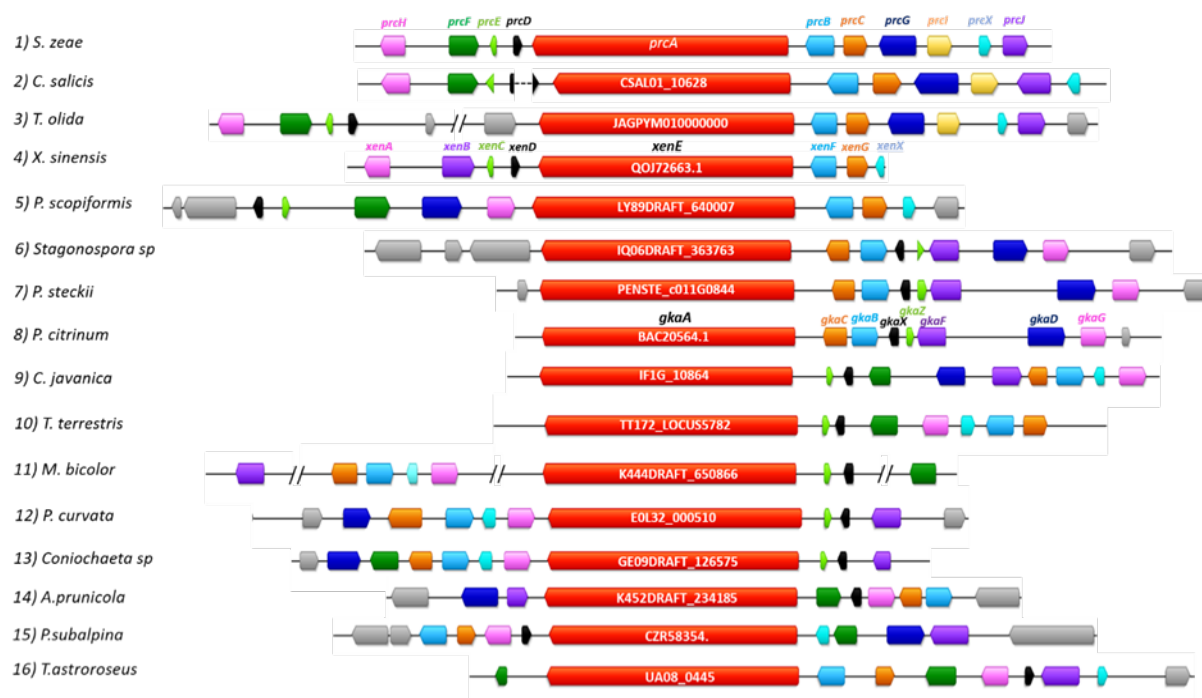 prcH prcF prcE prcD prcB prcC prcG prcI prcX prcJ
1) S. zeae prcA
2) C. salicis CSAL01_10628
3) T. olida JAGPYM010000000
xenA xenB xenC xenD xenE xenF xenG xenX
4) X. sinensis QOJ72663.1
5) P. scopiformis LY89DRAFT_640007
6) Stagonospora sp IQ06DRAFT_363763
7) P. steckii PENSTE_c011G0844
gkaA gkaC gkaB gkaX gkaZ gkaF gkaD gkaG
8) P. citrinum BAC20564.1
9) C. javanica IF1G_10864
10) T. terrestris TT172_LOCUS5782
11) M. bicolor K444DRAFT_650866
12) P. curvata E0L32_000510
13) Coniochaeta sp GE09DRAFT_126575
14) A.prunicola K452DRAFT_234185
15) P.subalpina CZR58354.
16) T.astroroseus UA08_0445